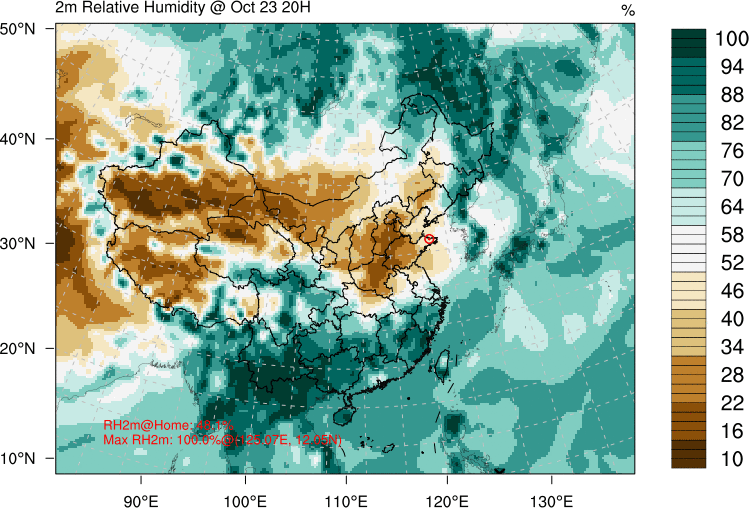 2m Relative Humidity @ Oct 23 20H
%
50°N
40°N
30°N
20°N
10°N
90°E
100°E
110°E
120°E
130°E
100
94
88
82
76
70
64
58
52
46
40
34
28
22
16
10
RH2m@Home:
Max RH2m: 100.0%@(125.07E, 12.05N)